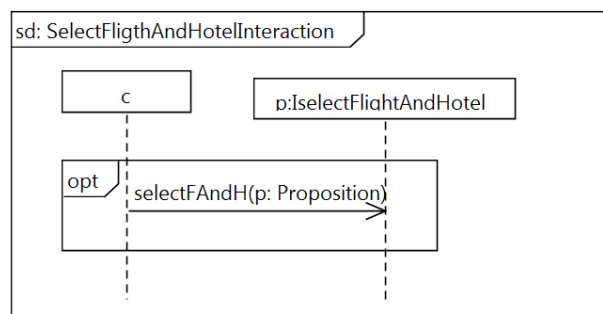 sd: SelectFligthAndHotelInteraction
c
p:IselectFlightAndHotel
opt
selectFAndH(p: Proposition)